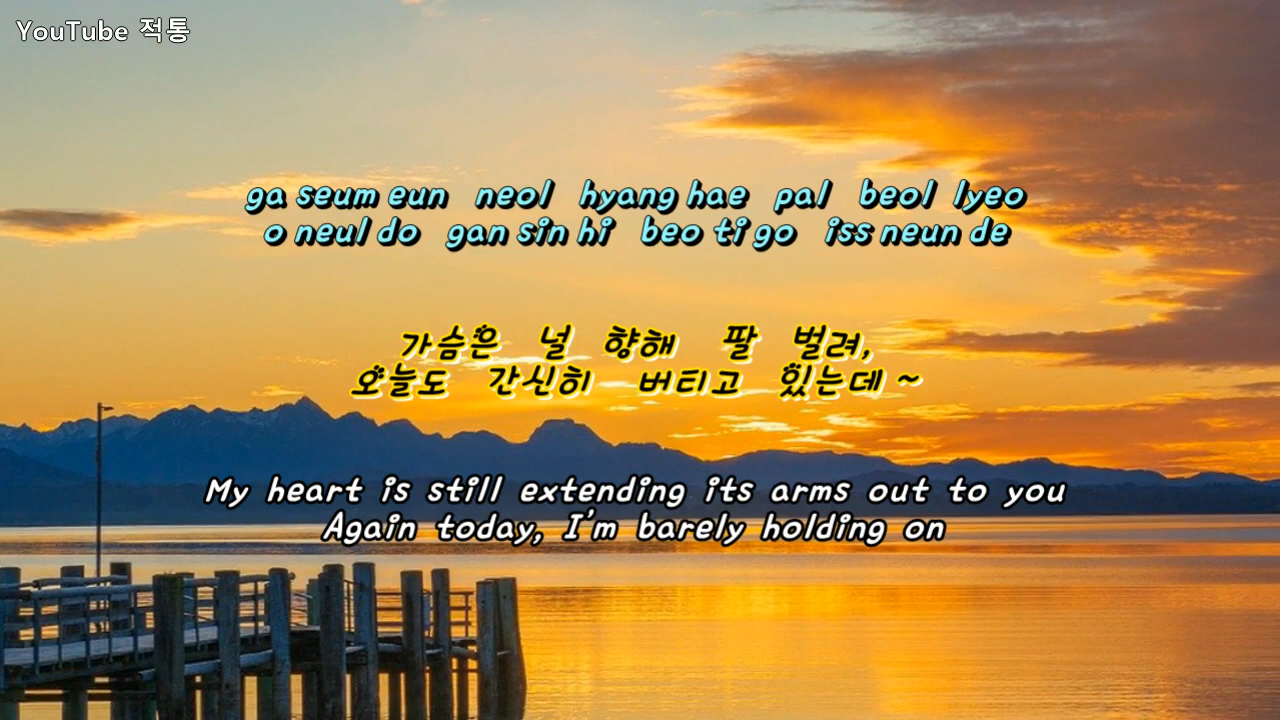 YouTube 적통
ga seum eun neol hyang hae pal beol lyeo
o neul do gan sin hi beo ti go iss neun de
가슴은 널 향해 팔 벌려,
오늘도 간신히 버티고 있는데 ~
My heart is still extending its arms out to you
Again today, I'm barely holding on